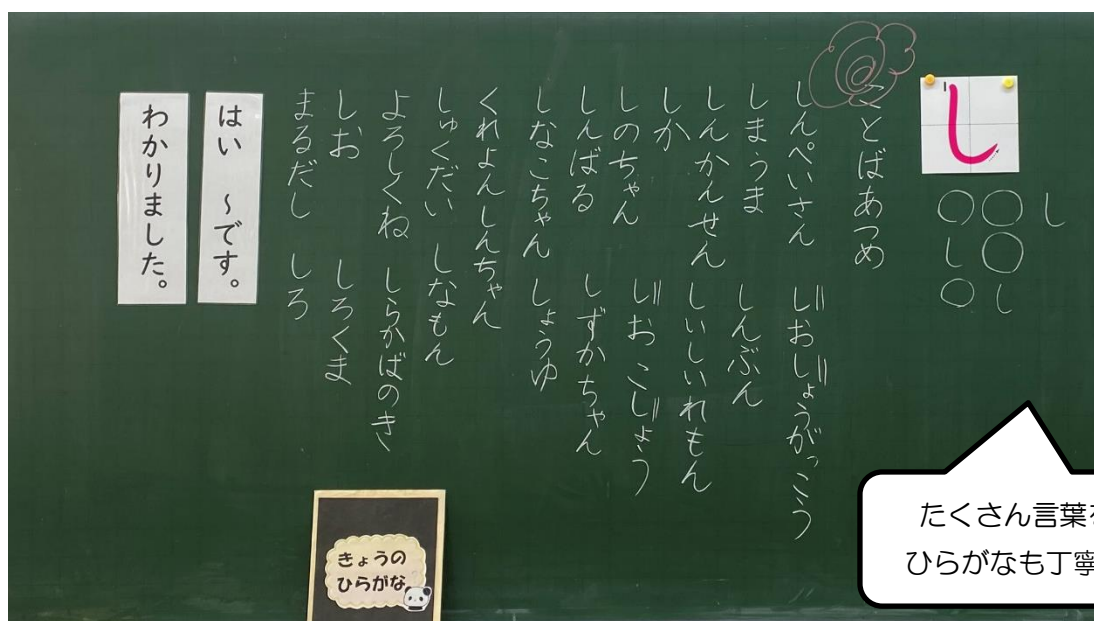 し
し
○○し
○し○
ことばあつめ
しんぺいさん じおしょうがっこう
しまうま しんぶん
しんかんせん しいしいれもん
しか じお こじょう
しのちゃん しずかちゃん
しんばる
しなこちゃん しょうゆ
くれよんしんちゃん
しゅくだい しなもん
よろしくね しらかばのき
しお しろくま
まるだし しろ
はい ~です。
わかりました。
きょうの
ひらがな
たくさん言葉を
ひらがなも丁寧